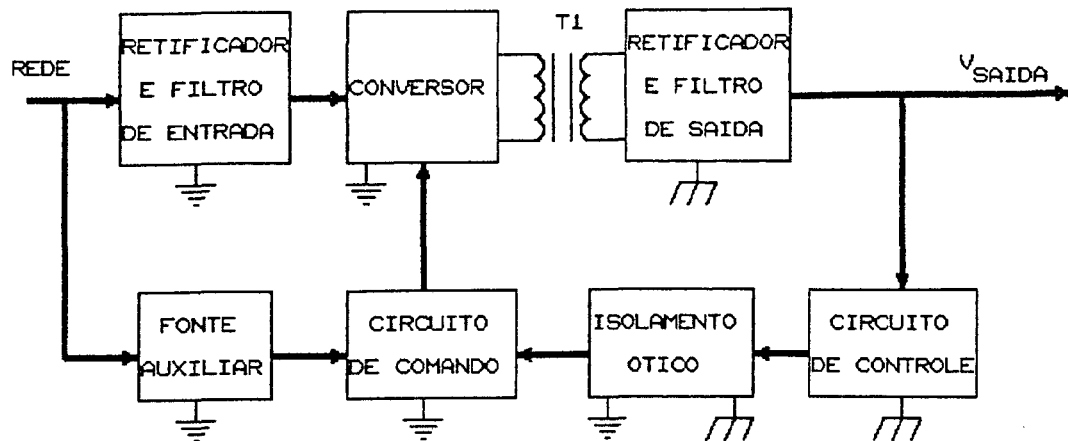 T1
RETIFICADOR
E FILTRO
DE ENTRADA
REDE
CONVERSOR
RETIFICADOR
E FILTRO
DE SAIDA
VSAIDA
FONTE
AUXILIAR
CIRCUITO
DE COMANDO
ISOLAMENTO
OTICO
CIRCUITO
DE CONTROLE